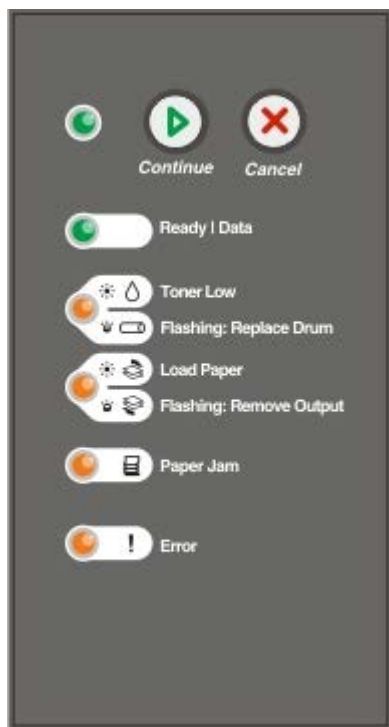 Continue
Cancel
Ready | Data
Toner Low
Flashing: Replace Drum
Load Paper
Flashing: Remove Output
Paper Jam
! Error